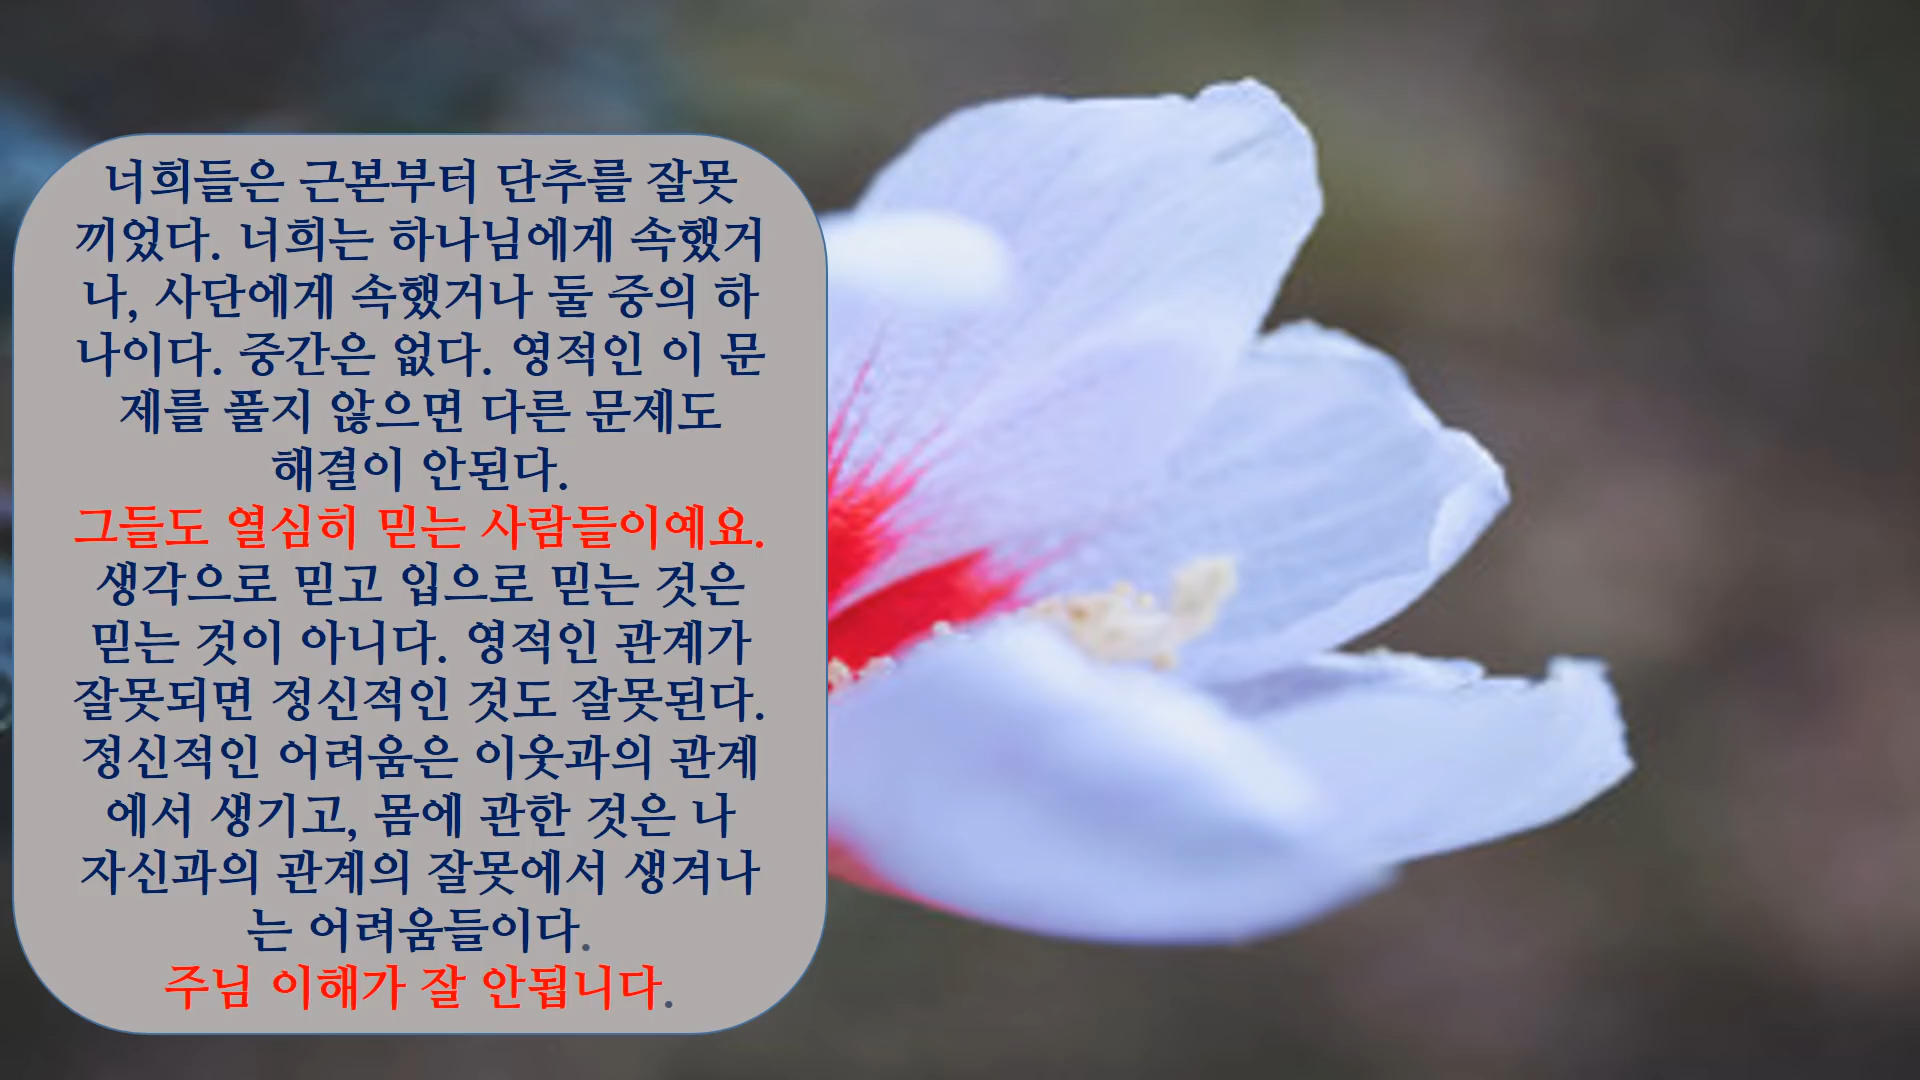 너희들은 근본부터 단추를 잘못
끼었다. 너희는 하나님에게 속했거
나, 사단에게 속했거나 둘 중의 하
나이다. 중간은 없다. 영적인 이 문
제를 풀지 않으면 다른 문제도
해결이 안된다.
그들도 열심히 믿는 사람들이예요.
생각으로 믿고 입으로 믿는 것은
믿는 것이 아니다. 영적인 관계가
잘못되면 정신적인 것도 잘못된다.
정신적인 어려움은 이웃과의 관계
에서 생기고, 몸에 관한 것은 나
자신과의 관계의 잘못에서 생겨나
는 어려움들이다.
주님 이해가 잘 안됩니다.